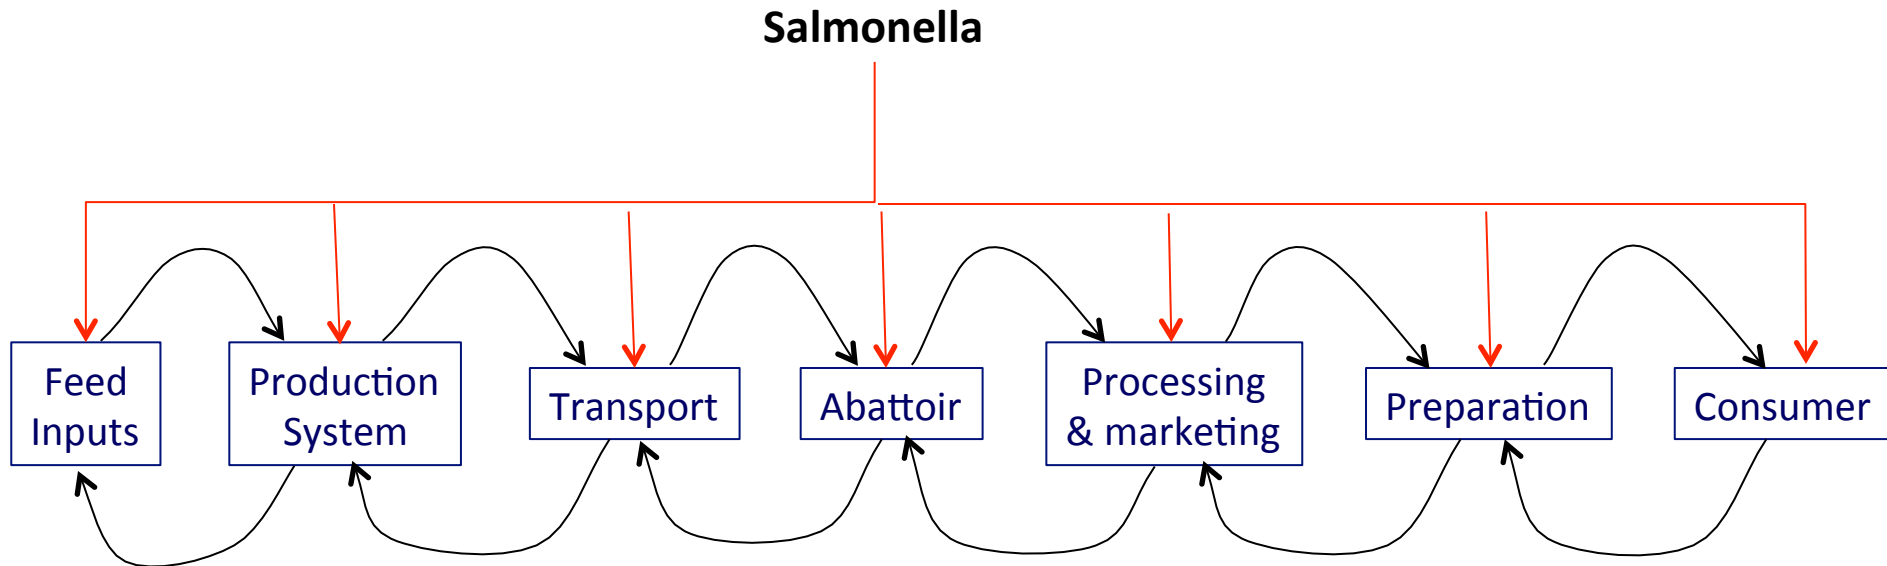 Salmonella
Feed
Inputs
Production
System
Transport
Abattoir
Processing
& marketing
Preparation
Consumer